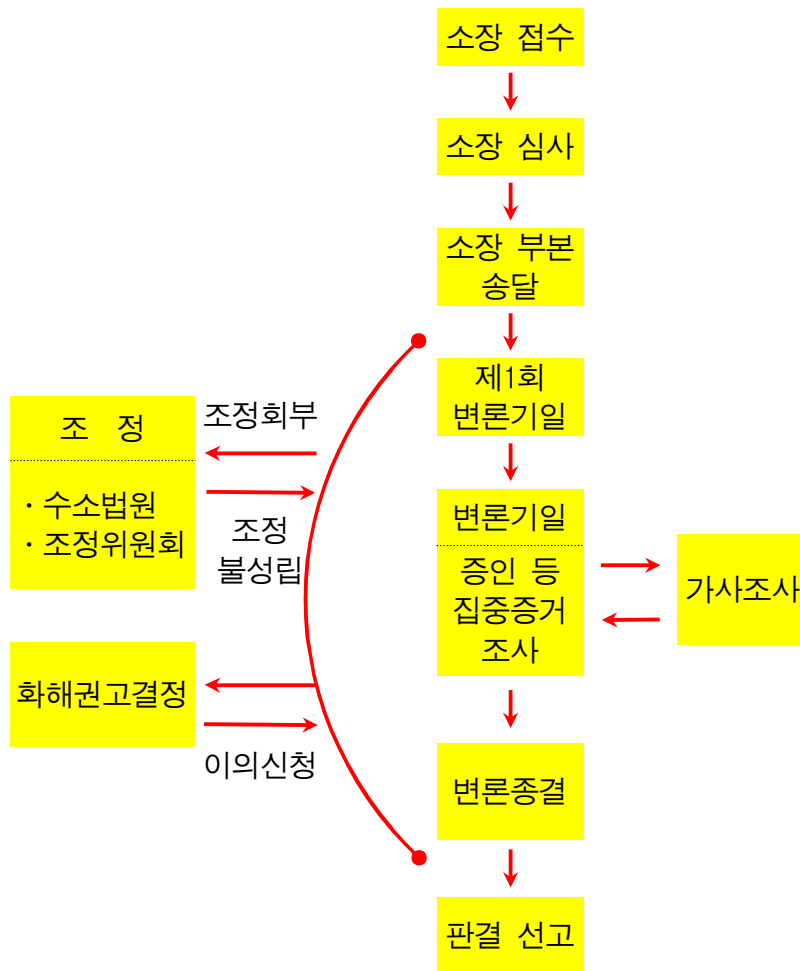 소장 접수
소장 심사
소장 부본
송달
제1회
변론기일
조 정
· 수소법원
· 조정위원회
조정회부
조정
불성립
변론기일
증인 등
집중증거
조사
가사조사
화해권고결정
이의신청
변론종결
판결 선고